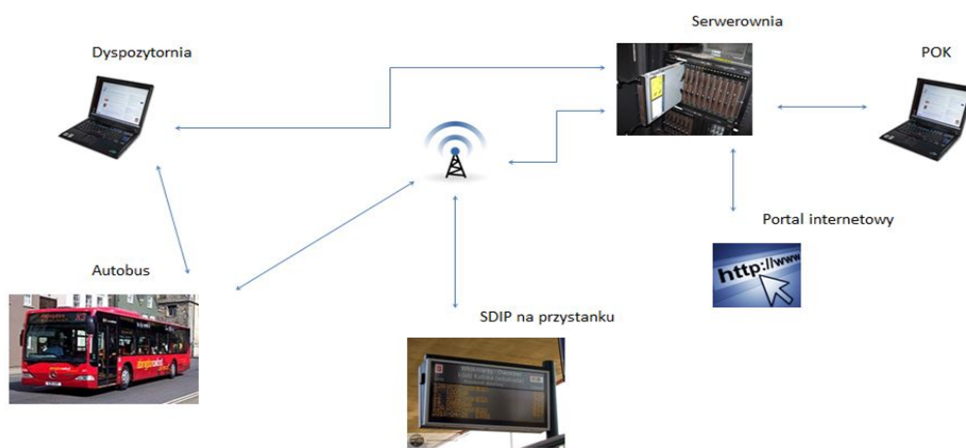 Serwerownia
Dyspozytornia
POK
Portal internetowy
http://www
Autobus
SDIP na przystanku